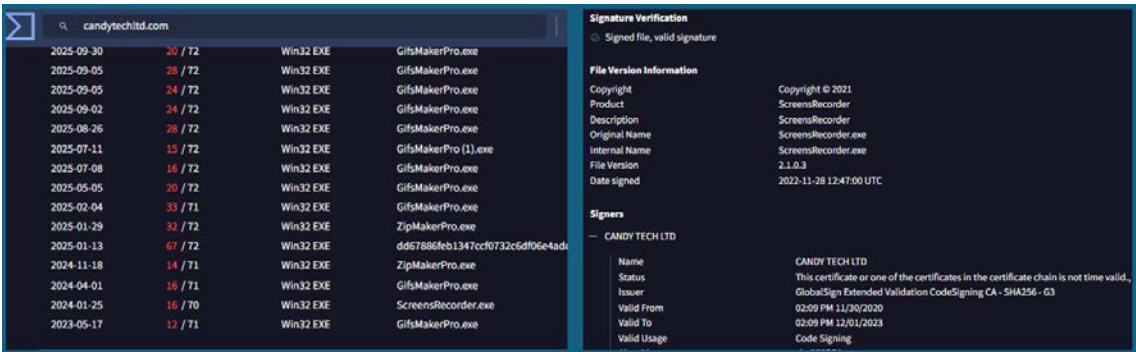 candytechltd.com
2025-09-30 20 / 72 Win32 EXE GifsMakerPro.exe
2025-09-05 28 / 72 Win32 EXE GifsMakerPro.exe
2025-09-05 24 / 72 Win32 EXE GifsMakerPro.exe
2025-09-02 24 / 72 Win32 EXE GifsMakerPro.exe
2025-08-26 28 / 72 Win32 EXE GifsMakerPro.exe
2025-07-11 15 / 72 Win32 EXE GifsMakerPro (1).exe
2025-07-08 16 / 72 Win32 EXE GifsMakerPro.exe
2025-05-05 20 / 72 Win32 EXE GifsMakerPro.exe
2025-02-04 33 / 71 Win32 EXE GifsMakerPro.exe
2025-01-29 32 / 72 Win32 EXE ZipMakerPro.exe
2025-01-13 67 / 72 Win32 EXE dd67886feb1347ccf0732c6df06e4adc
2024-11-18 14 / 71 Win32 EXE ZipMakerPro.exe
2024-04-01 16 / 71 Win32 EXE GifsMakerPro.exe
2024-01-25 16 / 70 Win32 EXE ScreensRecorder.exe
2023-05-17 12 / 71 Win32 EXE GifsMakerPro.exe
Signature Verification
Signed file, valid signature
File Version Information
Copyright Copyright © 2021
Product ScreensRecorder
Description ScreensRecorder
Original Name ScreensRecorder.exe
Internal Name ScreensRecorder.exe
File Version 2.1.0.3
Date signed 2022-11-28 12:47:00 UTC
Signers
— CANDY TECH LTD
Name CANDY TECH LTD
Status This certificate or one of the certificates in the certificate chain is not time valid.,
Issuer GlobalSign Extended Validation CodeSigning CA - SHA256 - G3
Valid From 02:09 PM 11/30/2020
Valid To 02:09 PM 12/01/2023
Valid Usage Code Signing